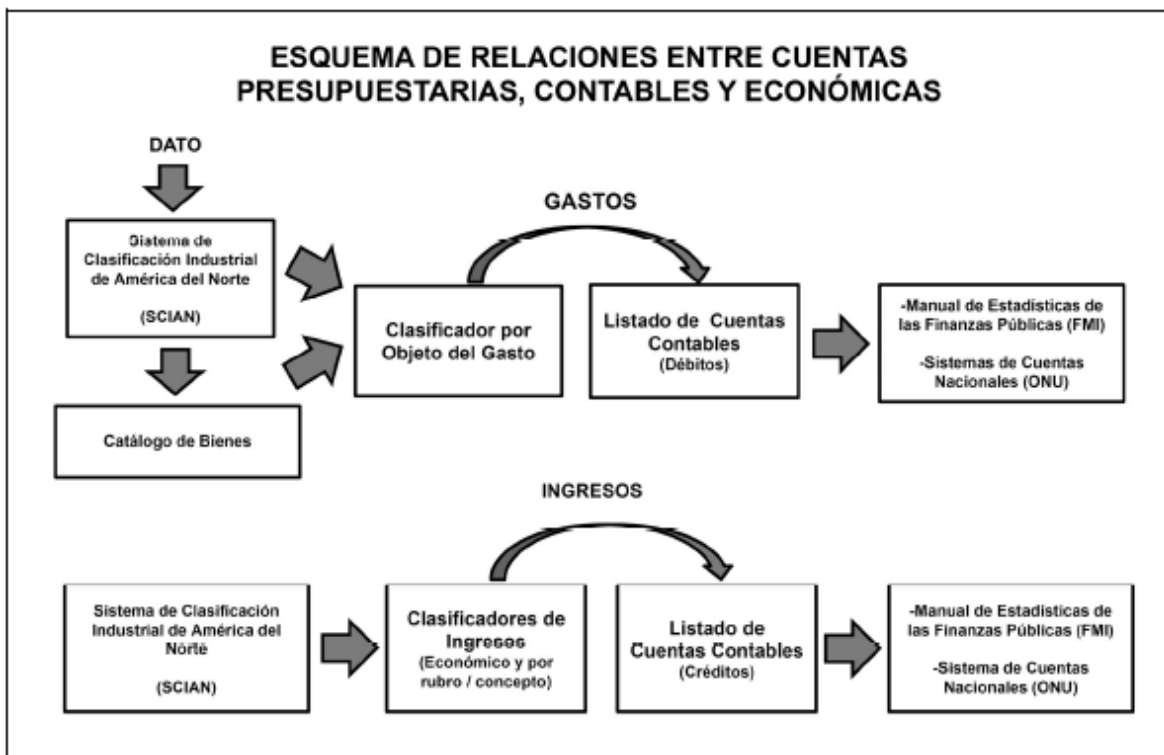 ESQUEMA DE RELACIONES ENTRE CUENTAS
PRESUPUESTARIAS, CONTABLES Y ECONÓMICAS
DATO
GASTOS
Sistema de
Clasificación Industrial
de América del Norte
(SCIAN)
Clasificador por
Objeto del Gasto
Listado de Cuentas
Contables
(Débitos)
-Manual de Estadísticas de
las Finanzas Públicas (FMI)
-Sistemas de Cuentas
Nacionales (ONU)
Catálogo de Bienes
INGRESOS
Sistema de Clasificación
Industrial de América del
Norte
(SCIAN)
Clasificadores de
Ingresos
(Económico y por
rubro / concepto)
Listado de
Cuentas Contables
(Créditos)
-Manual de Estadísticas de
las Finanzas Públicas (FMI)
-Sistema de Cuentas
Nacionales (ONU)